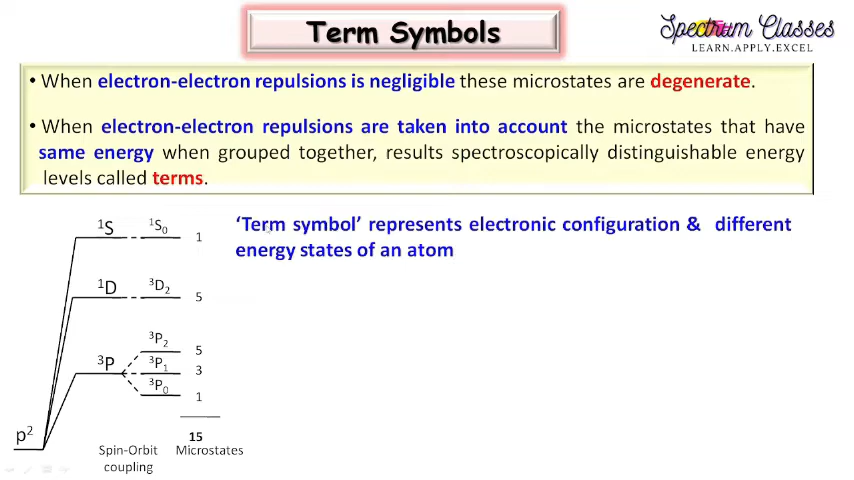 Term Symbols
Spectrum Classes
LEARN.APPLY.EXCEL
• When electron-electron repulsions is negligible these microstates are degenerate.
• When electron-electron repulsions are taken into account the microstates that have
same energy when grouped together, results spectroscopically distinguishable energy
levels called terms.
‘Term symbol’ represents electronic configuration & different
energy states of an atom
¹S ¹S₀ 1
¹D ³D₂ 5
³P₂ 5
³P ³P₁ 3
³P₀ 1
p² 15
Spin-Orbit Microstates
coupling